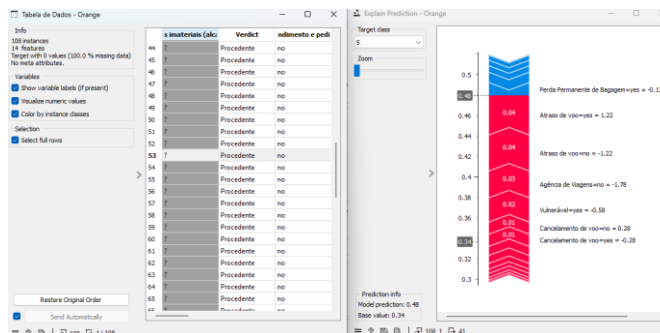 Tabela de Dados - Orange
Info
108 instances
14 features
Target with 0 values (100.0 % missing data)
No meta attributes.
Variables
Show variable labels (if present)
Visualize numeric values
Color by instance classes
Selection
Select full rows
Restore Original Order
Send Automatically
s imateriais (alca Verdict ndimento e pedi
44 ? Procedente no
45 ? Procedente no
46 ? Procedente no
47 ? Procedente no
48 ? Procedente no
49 ? Procedente no
50 ? Procedente no
51 ? Procedente no
52 ? Procedente no
53 ? Procedente no
54 ? Procedente no
55 ? Procedente no
56 ? Procedente no
57 ? Procedente no
58 ? Procedente no
59 ? Procedente no
60 ? Procedente no
61 ? Procedente no
62 ? Procedente no
63 ? Procedente no
64 ? Procedente no
65 ? Procedente no
Explain Prediction - Orange
Target class
S
Zoom
Prediction info
Model prediction: 0.48
Base value: 0.34
0.5
0.48
0.46
0.44
0.42
0.4
0.38
0.36
0.34
0.32
0.3
0.04
0.04
0.03
0.02
0.01
0.01
Perda Permanente de Bagagem=yes = -0.1
Atraso de voo=yes = 1.22
Atraso de voo=no = -1.22
Agência de Viagens=no = -1.78
Vulnerável=yes = -0.58
Cancelamento de voo=no = 0.28
Cancelamento de voo=yes = -0.28